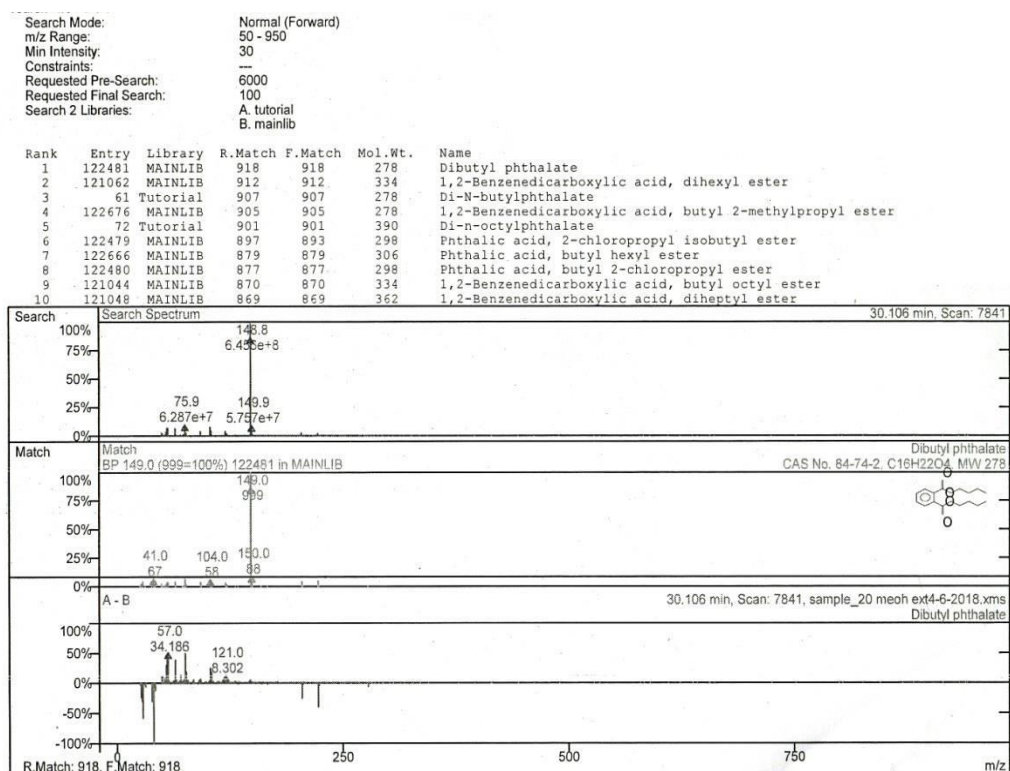 Search Mode: Normal (Forward)
m/z Range: 50 - 950
Min Intensity: 30
Constraints: ---
Requested Pre-Search: 6000
Requested Final Search: 100
Search 2 Libraries: A. tutorial
B. mainlib
Rank Entry Library R.Match F.Match Mol.Wt. Name
1 122481 MAINLIB 918 918 278 Dibutyl phthalate
2 121062 MAINLIB 912 912 334 1,2-Benzenedicarboxylic acid, dihexyl ester
3 61 Tutorial 907 907 278 Di-N-butylphthalate
4 122676 MAINLIB 905 905 278 1,2-Benzenedicarboxylic acid, butyl 2-methylpropyl ester
5 72 Tutorial 901 901 390 Di-n-octylphthalate
6 122479 MAINLIB 897 893 298 Phthalic acid, 2-chloropropyl isobutyl ester
7 122666 MAINLIB 879 879 306 Phthalic acid, butyl hexyl ester
8 122480 MAINLIB 877 877 298 Phthalic acid, butyl 2-chloropropyl ester
9 121044 MAINLIB 870 870 334 1,2-Benzenedicarboxylic acid, butyl octyl ester
10 121048 MAINLIB 869 869 362 1,2-Benzenedicarboxylic acid, diheptyl ester
Search Search Spectrum 30.106 min, Scan: 7841
100% 148.8
75%
50%
75.9 149.9
25% 6.287e+7 5.757e+7
0%
Match Match Dibutyl phthalate
BP 149.0 (999=100%) 122481 in MAINLIB CAS No. 84-74-2, C16H22O4, MW 278
100% 149.0 O
75%
O
O
50% O
25% 41.0 104.0 150.0
67 58 88
0%
A - B 30.106 min, Scan: 7841, sample_20 meoh ext4-6-2018.xms
Dibutyl phthalate
100% 57.0
50% 34.186 121.0
8.302
0%
-50%
-100%
0 250 500 750
R.Match: 918, F.Match: 918 m/z